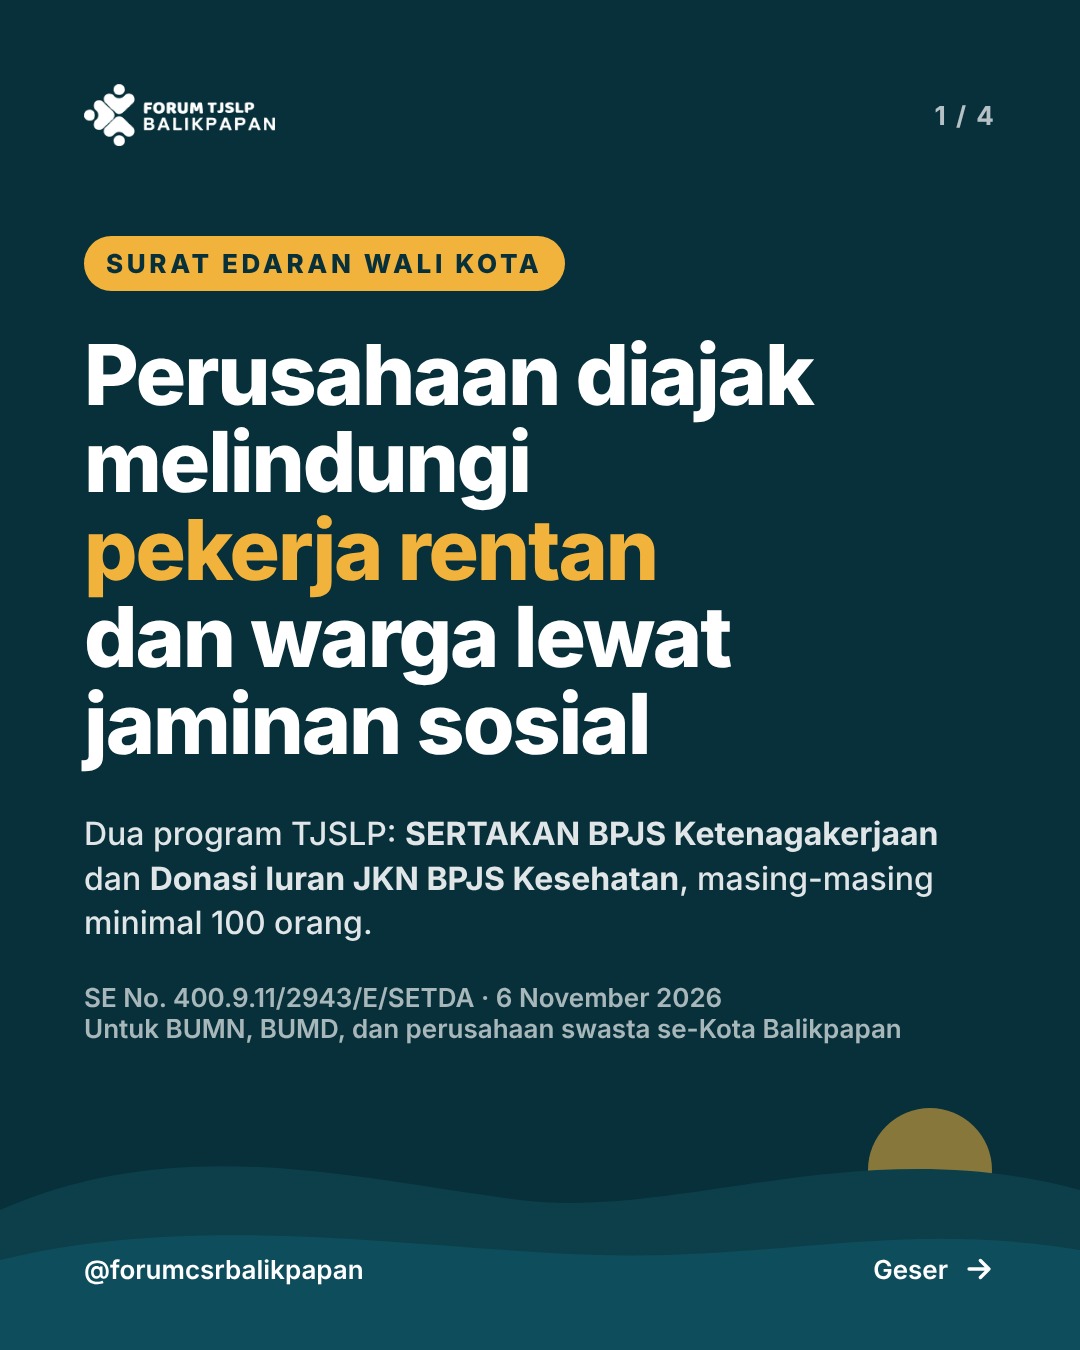 FORUM TJSLP
BALIKPAPAN
1 / 4
SURAT EDARAN WALI KOTA
Perusahaan diajak
melindungi
pekerja rentan
dan warga lewat
jaminan sosial
Dua program TJSLP: SERTAKAN BPJS Ketenagakerjaan
dan Donasi Iuran JKN BPJS Kesehatan, masing-masing
minimal 100 orang.
SE No. 400.9.11/2943/E/SETDA · 6 November 2026
Untuk BUMN, BUMD, dan perusahaan swasta se-Kota Balikpapan
@forumcsrbalikpapan
Geser →